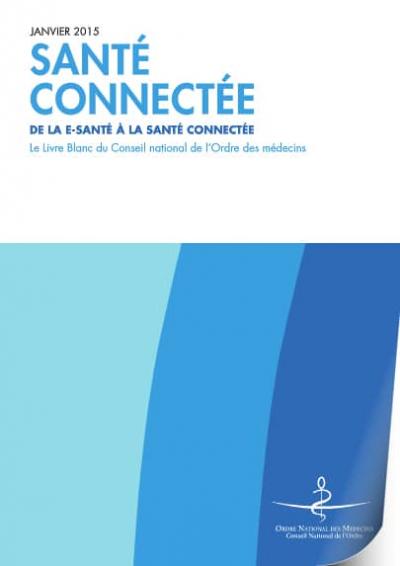 JANVIER 2015
SANTÉ
CONNECTÉE
DE LA E-SANTÉ À LA SANTÉ CONNECTÉE
Le Livre Blanc du Conseil national de l'Ordre des médecins
ORDRE NATIONAL DES MÉDECINS
Conseil National de l'Ordre